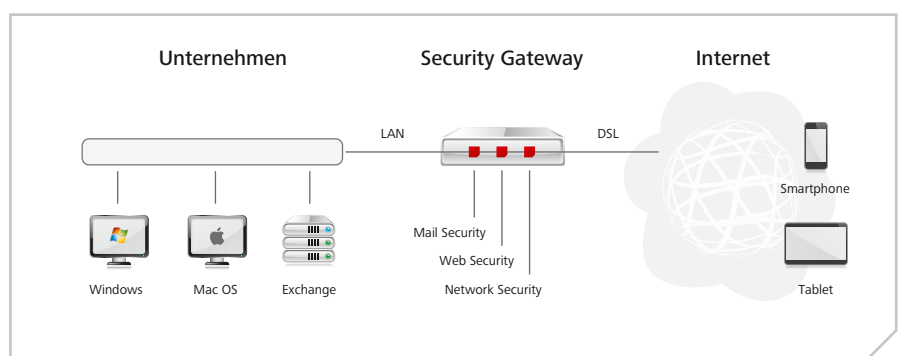 Unternehmen
Security Gateway
Internet
LAN
DSL
Smartphone
Mail Security
Web Security
Network Security
Windows
Mac OS
Exchange
Tablet